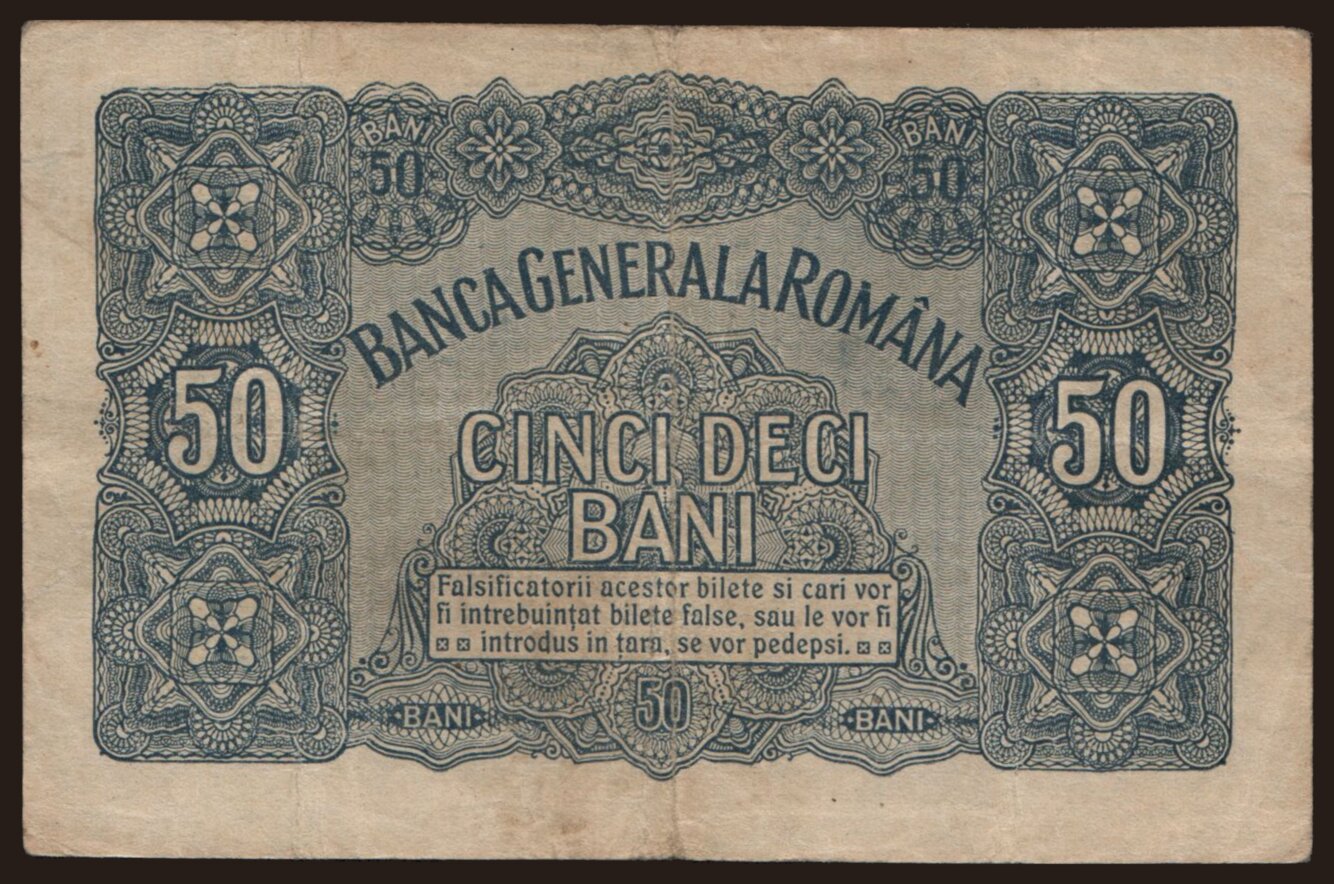 BANI
50
BANI
50
BANCA GENERALA ROMÂNA
50
50
CINCI DECI
BANI
Falsificatorii acestor bilete si cari vor
fi intrebuințat bilete false, sau le vor fi
introdus in țara, se vor pedepsi.
50
BANI
BANI